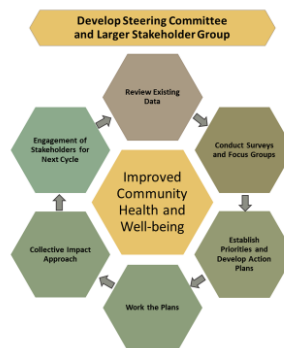 Develop Steering Committee
and Larger Stakeholder Group
Review Existing
Data
Conduct Surveys
and Focus Groups
Establish
Priorities and
Develop Action
Plans
Work the Plans
Collective Impact
Approach
Engagement of
Stakeholders for
Next Cycle
Improved
Community
Health and
Well-being